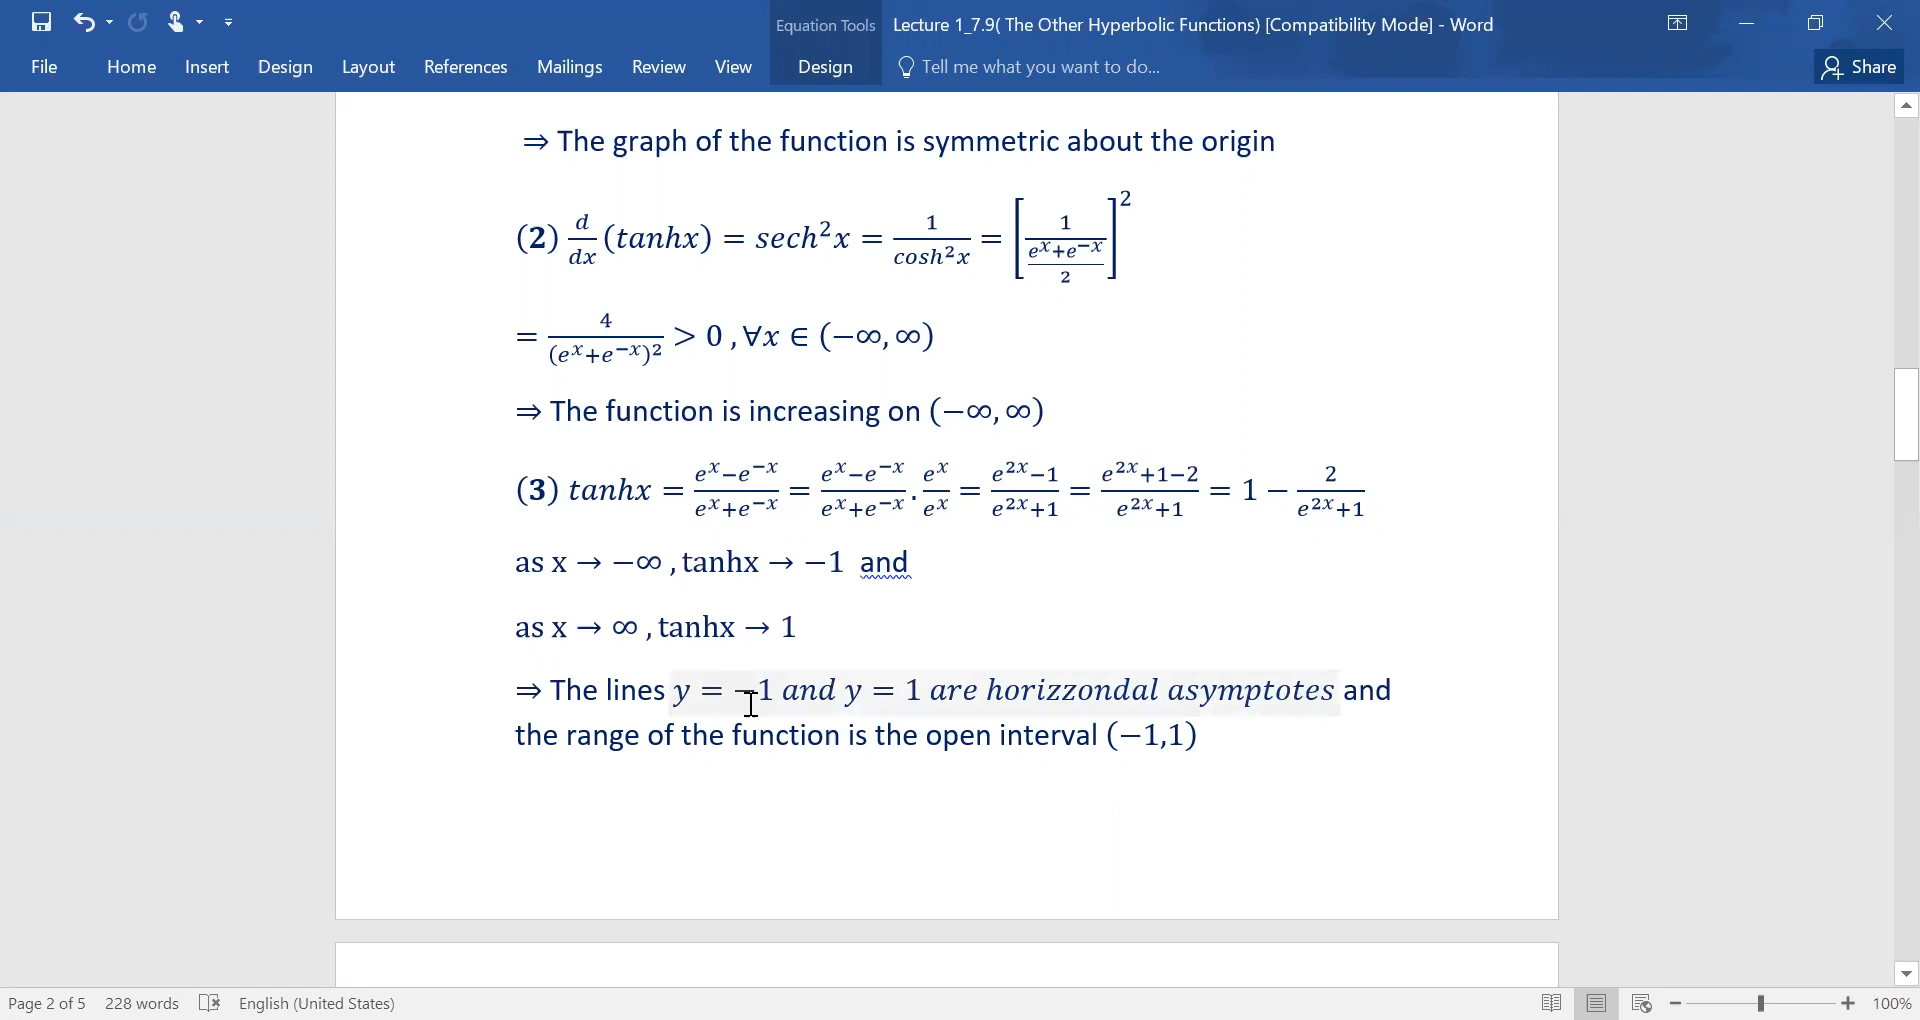 Equation Tools
Lecture 1_7.9( The Other Hyperbolic Functions) [Compatibility Mode] - Word
File Home Insert Design Layout References Mailings Review View Design Tell me what you want to do... Share
⇒ The graph of the function is symmetric about the origin
(2) d/dx (tanhx) = sech²x = 1/cosh²x = [1/((eˣ+e⁻ˣ)/2)]²
= 4/(eˣ+e⁻ˣ)² > 0 , ∀x ∈ (−∞, ∞)
⇒ The function is increasing on (−∞, ∞)
(3) tanhx = (eˣ−e⁻ˣ)/(eˣ+e⁻ˣ) = (eˣ−e⁻ˣ)/(eˣ+e⁻ˣ) . eˣ/eˣ = (e²ˣ−1)/(e²ˣ+1) = (e²ˣ+1−2)/(e²ˣ+1) = 1 − 2/(e²ˣ+1)
as x → −∞ , tanhx → −1 and
as x → ∞ , tanhx → 1
⇒ The lines y = −1 and y = 1 are horizzondal asymptotes and
the range of the function is the open interval (−1,1)
Page 2 of 5 228 words English (United States) 100%